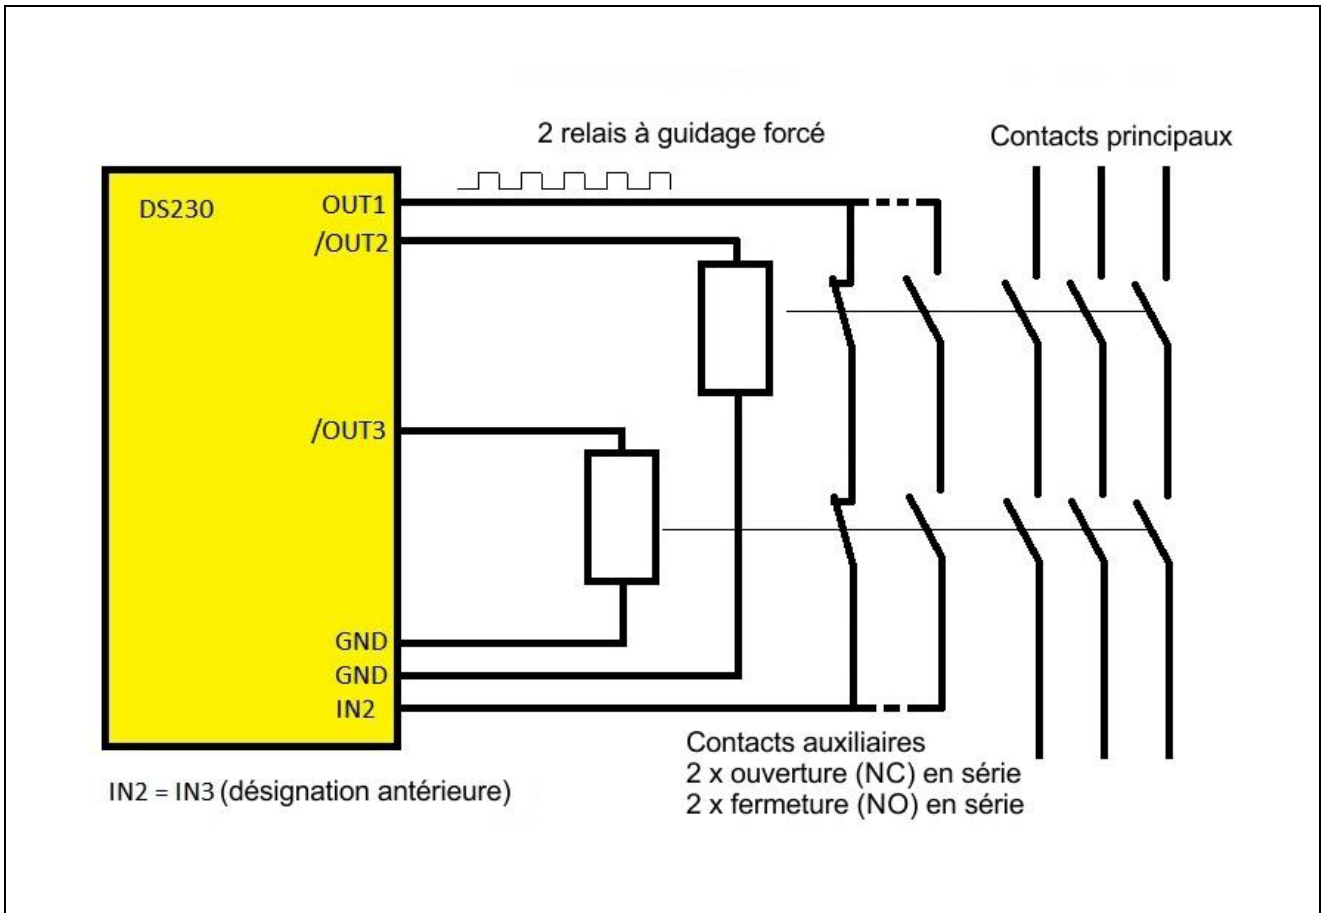 2 relais à guidage forcé
Contacts principaux
DS230
OUT1
/OUT2
/OUT3
GND
GND
IN2
Contacts auxiliaires
2 x ouverture (NC) en série
2 x fermeture (NO) en série
IN2 = IN3 (désignation antérieure)